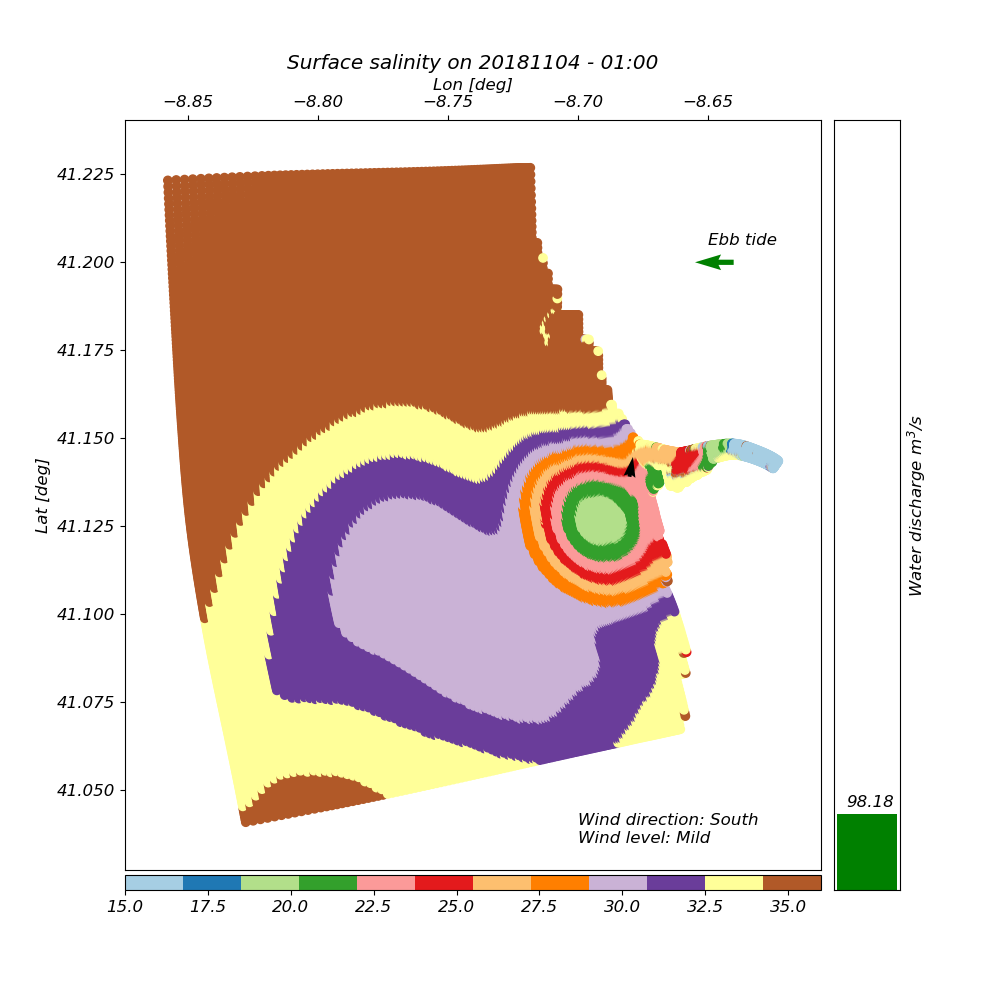 Surface salinity on 20181104 - 01:00
Lon [deg]
−8.85 −8.80 −8.75 −8.70 −8.65
41.225
41.200
41.175
41.150
41.125
41.100
41.075
41.050
Lat [deg]
Ebb tide
Wind direction: South
Wind level: Mild
15.0 17.5 20.0 22.5 25.0 27.5 30.0 32.5 35.0
98.18
Water discharge m³/s